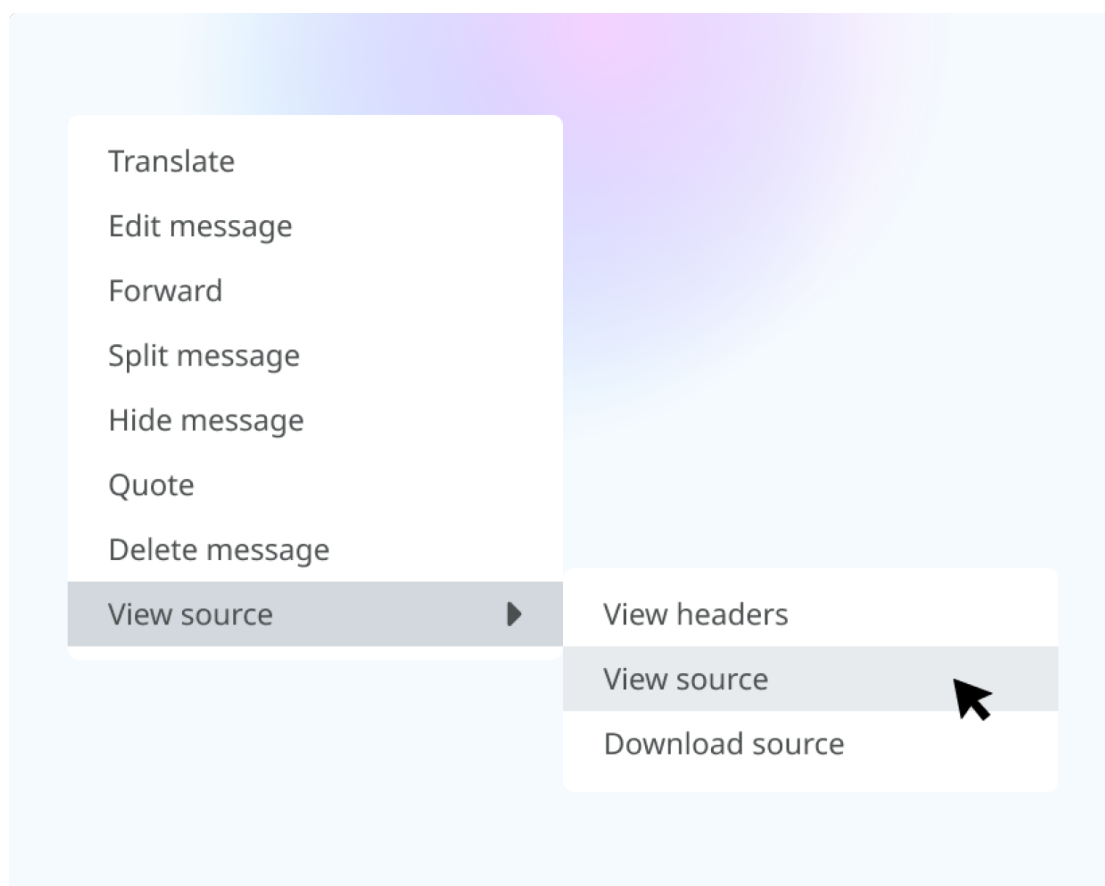 Translate
Edit message
Forward
Split message
Hide message
Quote
Delete message
View source
View headers
View source
Download source